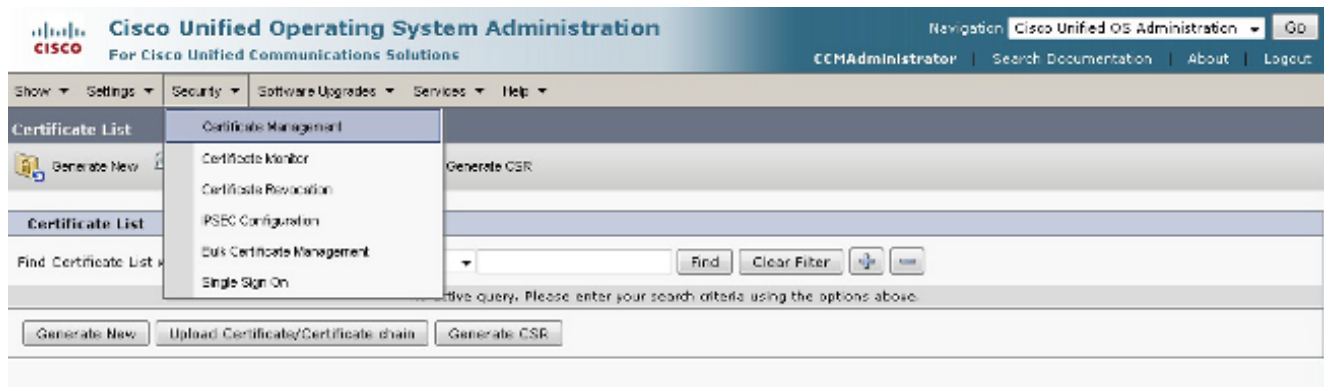 Cisco Unified Operating System Administration
For Cisco Unified Communications Solutions
CISCO
Navigation Cisco Unified OS Administration Go
CCMAdministrator Search Documentation About Logout
Show Settings Security Software Upgrades Services Help
Certificate List
Certificate Management
Generate New
Certificate Monitor
Generate CSR
Certificate Revocation
IPSEC Configuration
Certificate List
Bulk Certificate Management
Find Certificate List
Find Clear Filter
Single Sign On
active query. Please enter your search criteria using the options above.
Generate New Upload Certificate/Certificate chain Generate CSR